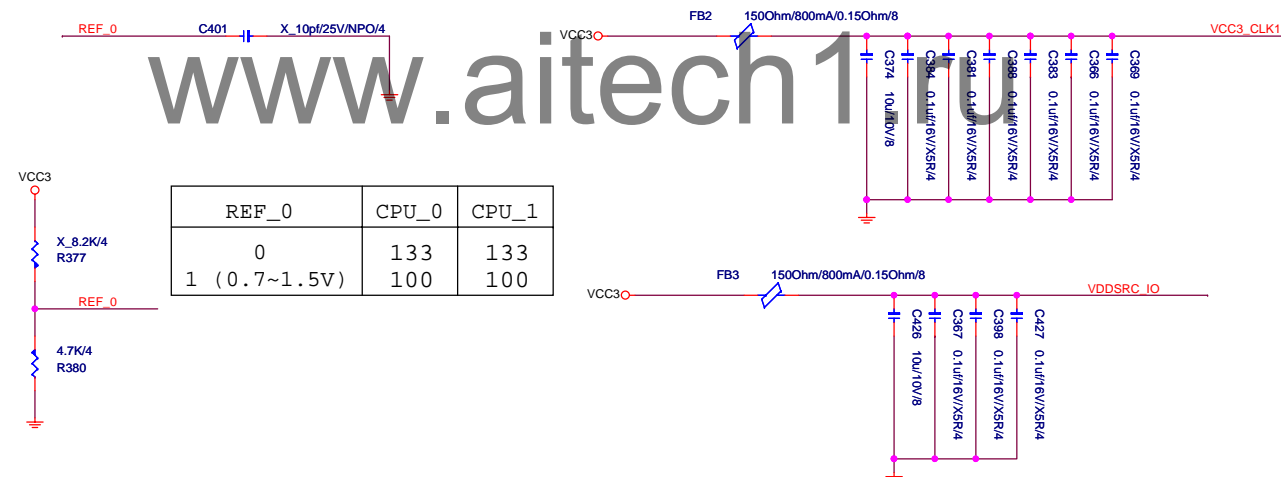 REF_0
C401
X_10pf/25V/NPO/4
FB2
150Ohm/800mA/0.15Ohm/8
VCC3
VCC3_CLK1
www.aitech1.ru
C374 10u/10V/8
C384 0.1uf/16V/X5R/4
C381 0.1uf/16V/X5R/4
C388 0.1uf/16V/X5R/4
C383 0.1uf/16V/X5R/4
C366 0.1uf/16V/X5R/4
C369 0.1uf/16V/X5R/4
VCC3
X_8.2K/4
R377
REF_0
4.7K/4
R380
REF_0 CPU_0 CPU_1
0 133 133
1 (0.7~1.5V) 100 100
FB3
150Ohm/800mA/0.15Ohm/8
VCC3
VDDSRC_IO
C426 10u/10V/8
C367 0.1uf/16V/X5R/4
C398 0.1uf/16V/X5R/4
C427 0.1uf/16V/X5R/4